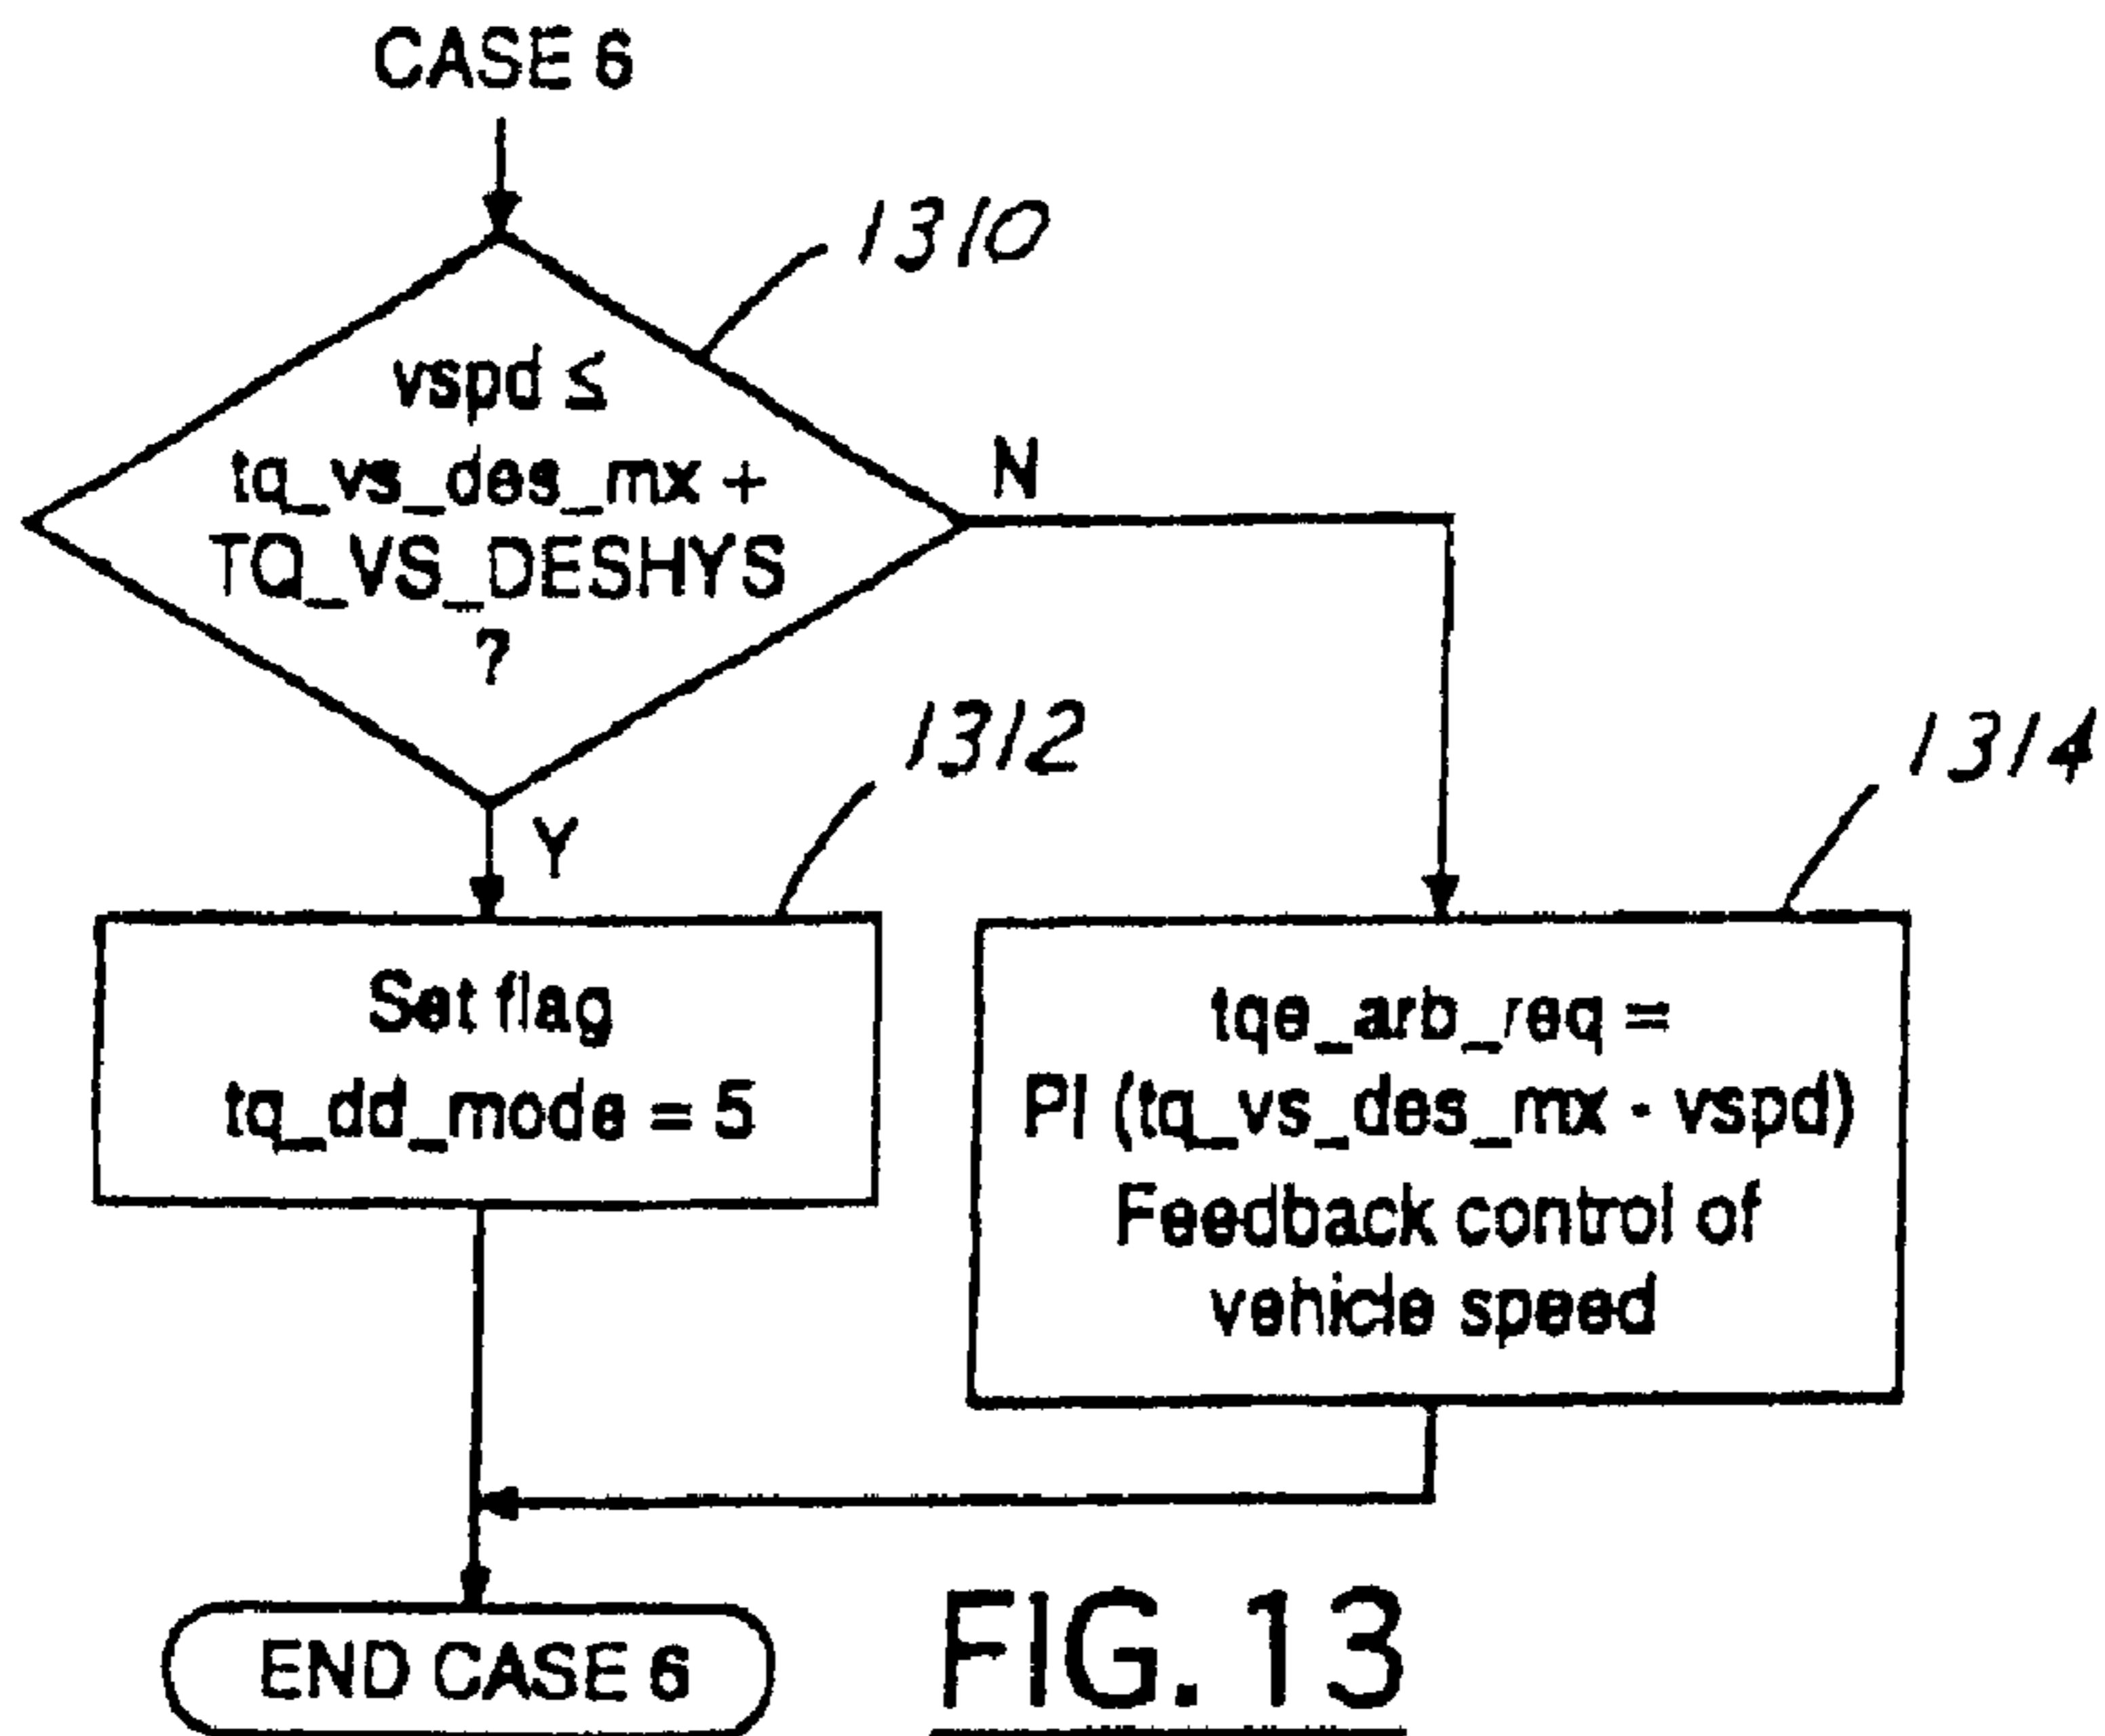 CASE 6
1310
vspd ≤
tq_vs_des_mx +
TQ_VS_DESHYS
?
N
Y
1312
1314
Set flag
tq_dd_mode = 5
tqe_arb_req =
PI (tq_vs_des_mx - vspd)
Feedback control of
vehicle speed
END CASE 6
FIG. 13